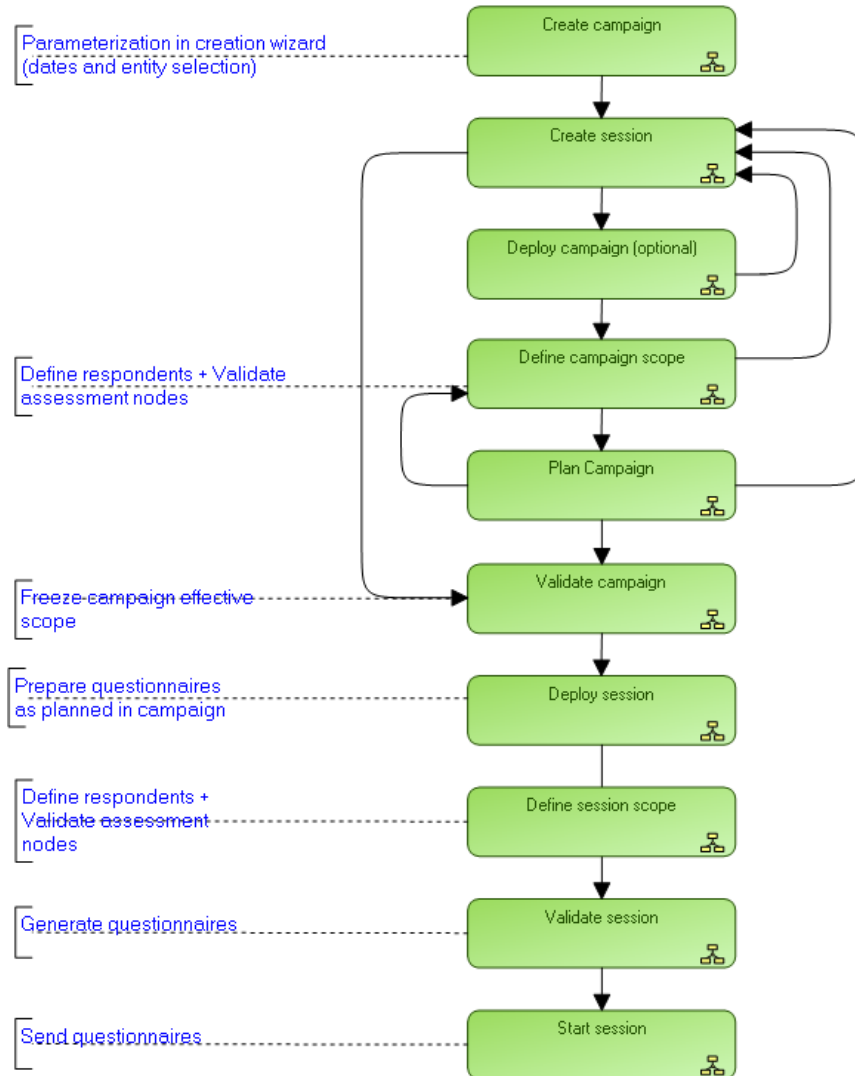 Create campaign
Parameterization in creation wizard
(dates and entity selection)
Create session
Deploy campaign (optional)
Define campaign scope
Define respondents + Validate
assessment nodes
Plan Campaign
Validate campaign
Freeze campaign effective
scope
Deploy session
Prepare questionnaires
as planned in campaign
Define session scope
Define respondents +
Validate assessment
nodes
Validate session
Generate questionnaires
Start session
Send questionnaires